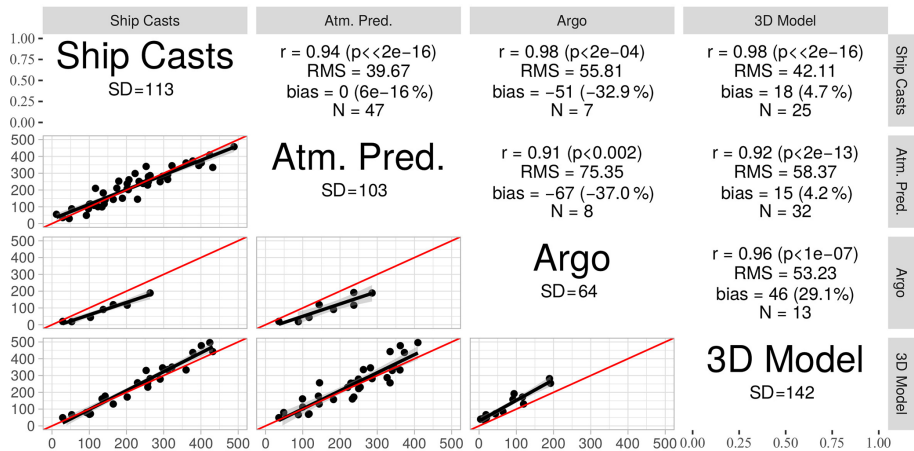 Ship Casts Atm. Pred. Argo 3D Model
1.00
0.75
0.50
0.25
0.00
Ship Casts
SD=113
r = 0.94 (p<<2e−16)
RMS = 39.67
bias = 0 (6e−16 %)
N = 47
r = 0.98 (p<2e−04)
RMS = 55.81
bias = −51 (−32.9 %)
N = 7
r = 0.98 (p<<2e−16)
RMS = 42.11
bias = 18 (4.7 %)
N = 25
Ship Casts
500
400
300
200
100
0
Atm. Pred.
SD=103
r = 0.91 (p<0.002)
RMS = 75.35
bias = −67 (−37.0 %)
N = 8
r = 0.92 (p<2e−13)
RMS = 58.37
bias = 15 (4.2 %)
N = 32
Atm. Pred.
500
400
300
200
100
0
Argo
SD=64
r = 0.96 (p<1e−07)
RMS = 53.23
bias = 46 (29.1%)
N = 13
Argo
500
400
300
200
100
0
3D Model
SD=142
3D Model
0 100 200 300 400 500 0 100 200 300 400 500 0 100 200 300 400 500 0.00 0.25 0.50 0.75 1.00